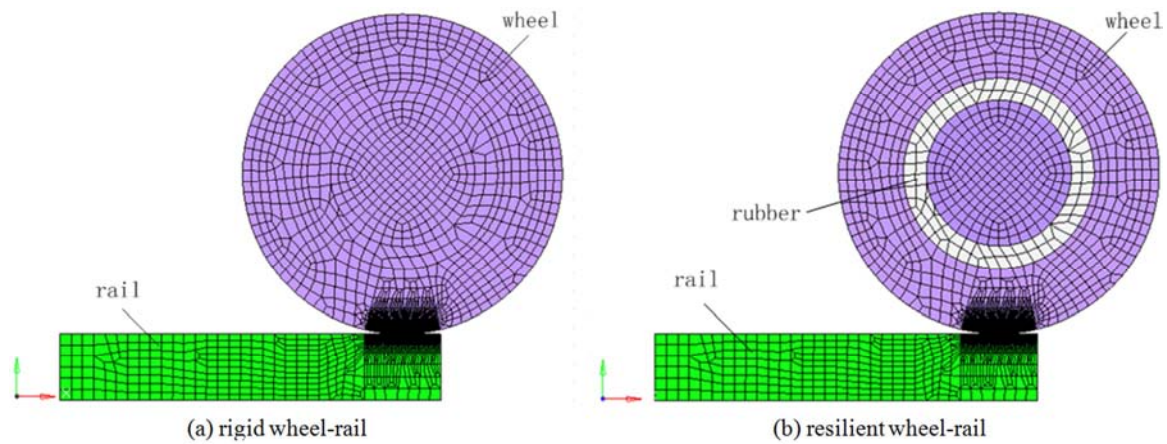 wheel
rail
(a) rigid wheel-rail
wheel
rubber
rail
(b) resilient wheel-rail